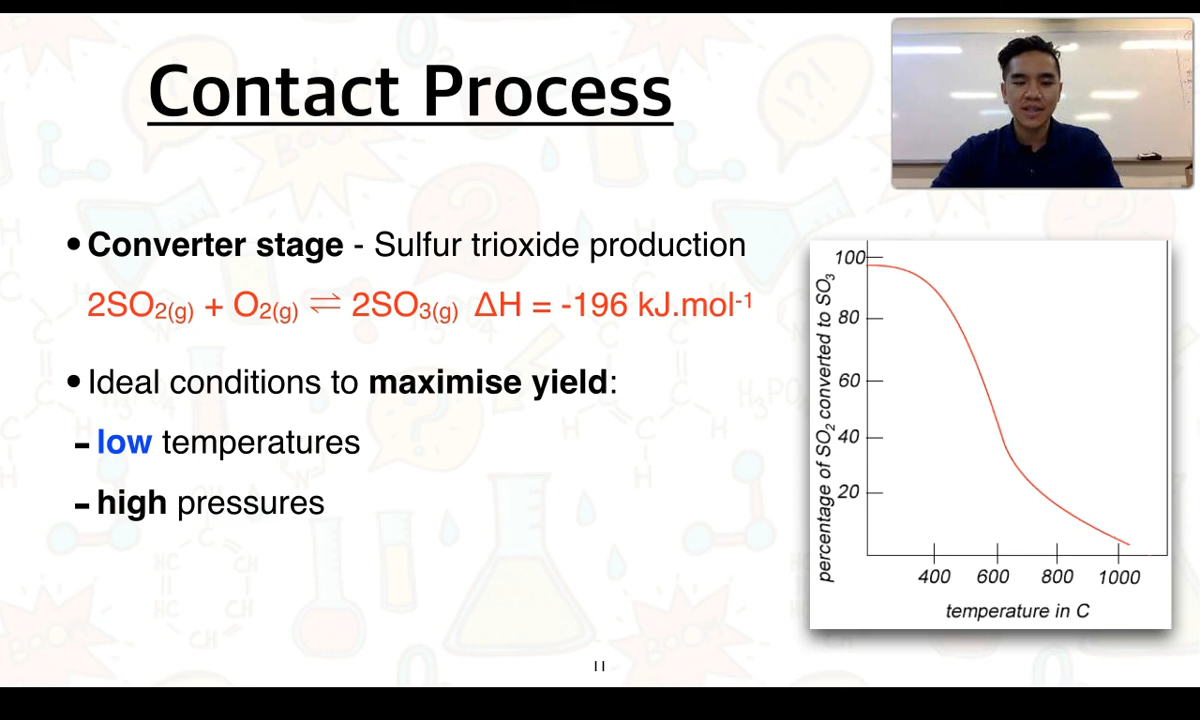 Contact Process
• Converter stage - Sulfur trioxide production
2SO₂(g) + O₂(g) ⇌ 2SO₃(g) ΔH = -196 kJ.mol⁻¹
• Ideal conditions to maximise yield:
- low temperatures
- high pressures
percentage of SO₂ converted to SO₃
100
80
60
40
20
400 600 800 1000
temperature in C
11